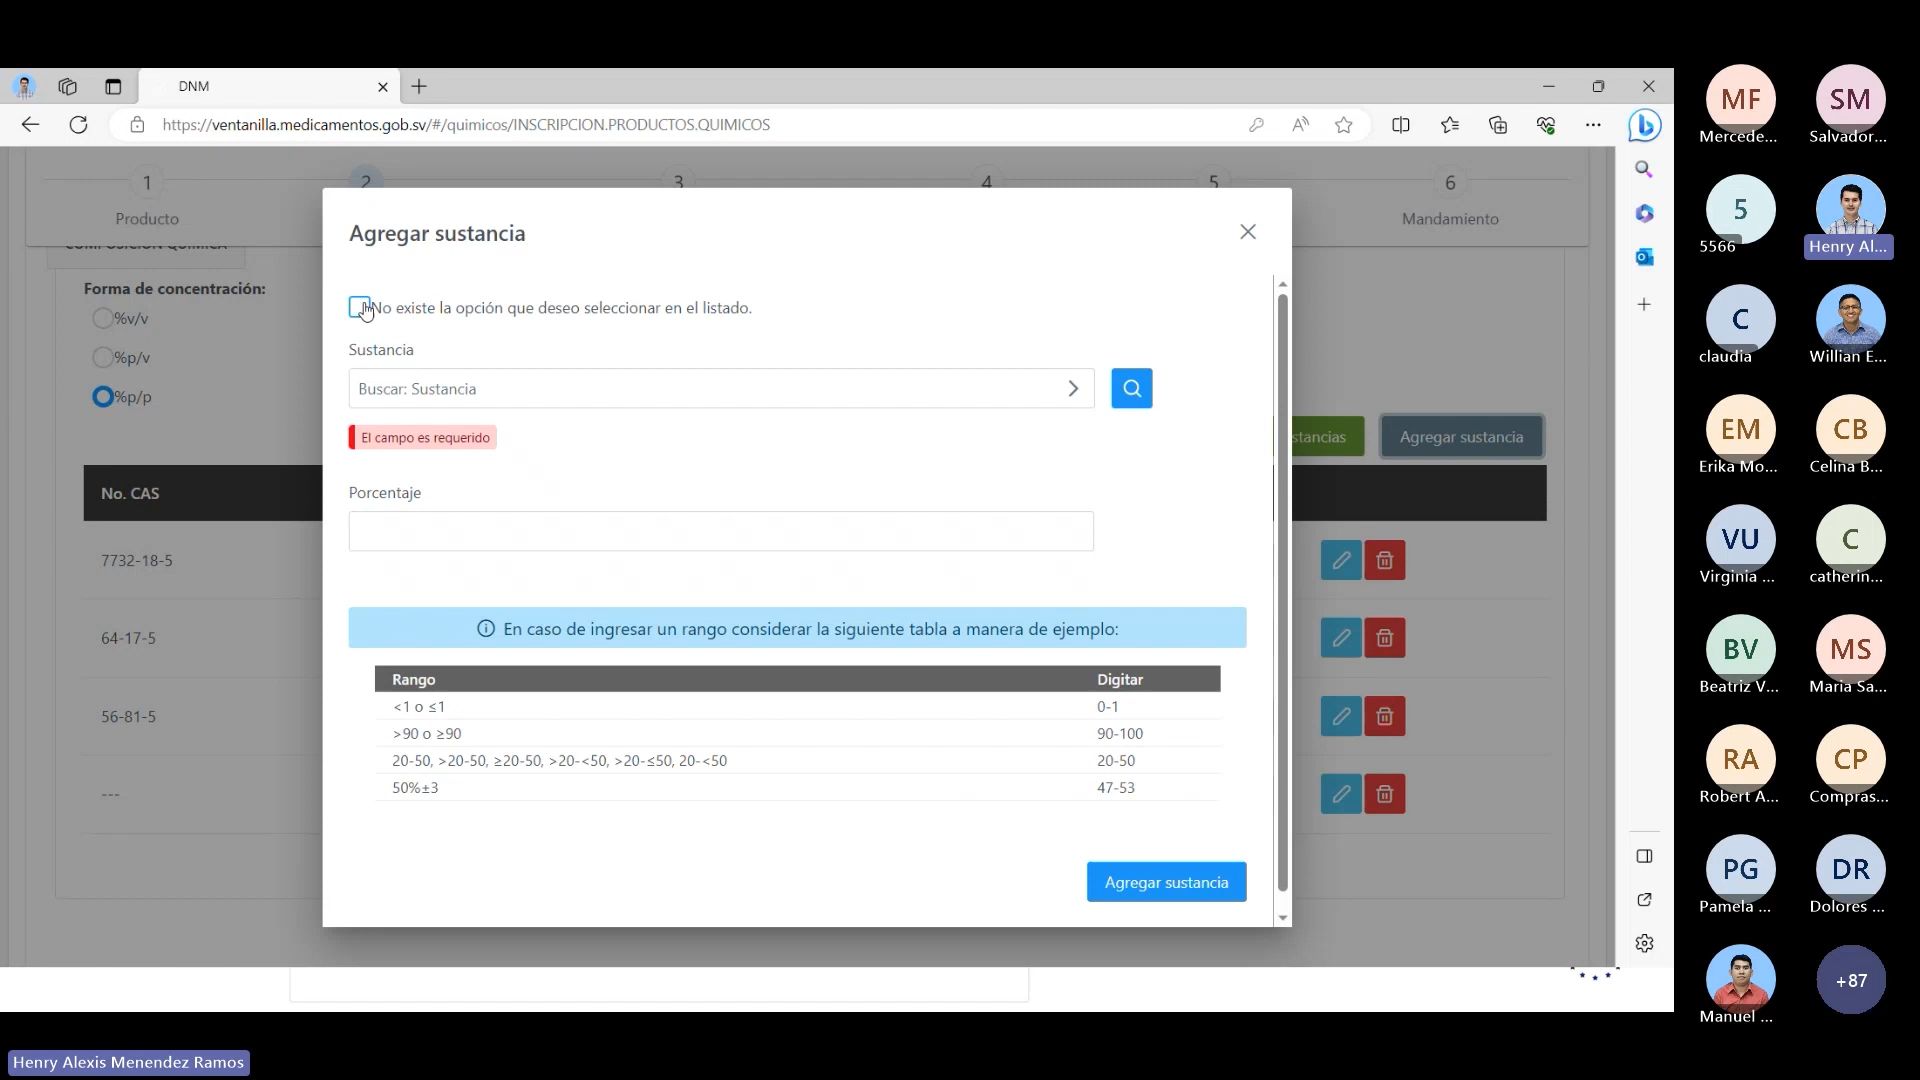 DNM
https://ventanilla.medicamentos.gob.sv/#/quimicos/INSCRIPCION.PRODUCTOS.QUIMICOS
1
2
3
4
5
6
Producto
Mandamiento
COMPOSICIÓN QUÍMICA
Forma de concentración:
%v/v
%p/v
%p/p
No. CAS
7732-18-5
64-17-5
56-81-5
---
Agregar sustancia
No existe la opción que deseo seleccionar en el listado.
Sustancia
Buscar: Sustancia
El campo es requerido
Porcentaje
En caso de ingresar un rango considerar la siguiente tabla a manera de ejemplo:
Rango Digitar
<1 o ≤1 0-1
>90 o ≥90 90-100
20-50, >20-50, ≥20-50, >20-<50, >20-≤50, 20-<50 20-50
50%±3 47-53
Agregar sustancia
stancias
Agregar sustancia
MF SM
Mercede... Salvador...
5
5566 Henry Al...
C
claudia Willian E...
EM CB
Erika Mo... Celina B...
VU C
Virginia ... catherin...
BV MS
Beatriz V... Maria Sa...
RA CP
Robert A... Compras...
PG DR
Pamela ... Dolores ...
+87
Manuel ...
Henry Alexis Menendez Ramos